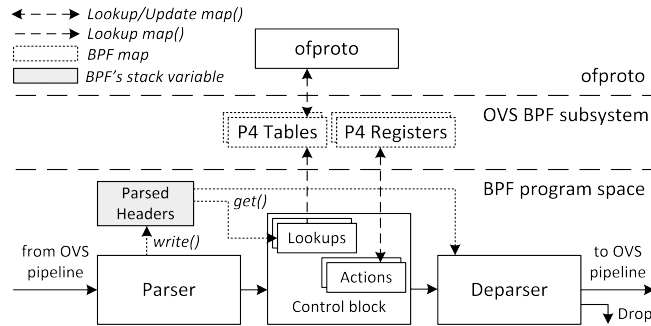 Lookup/Update map()
Lookup map()
BPF map
BPF's stack variable
ofproto
ofproto
OVS BPF subsystem
P4 Tables
P4 Registers
BPF program space
Parsed
Headers
get()
write()
Lookups
from OVS
pipeline
Parser
Actions
Control block
Deparser
to OVS
pipeline
Drop